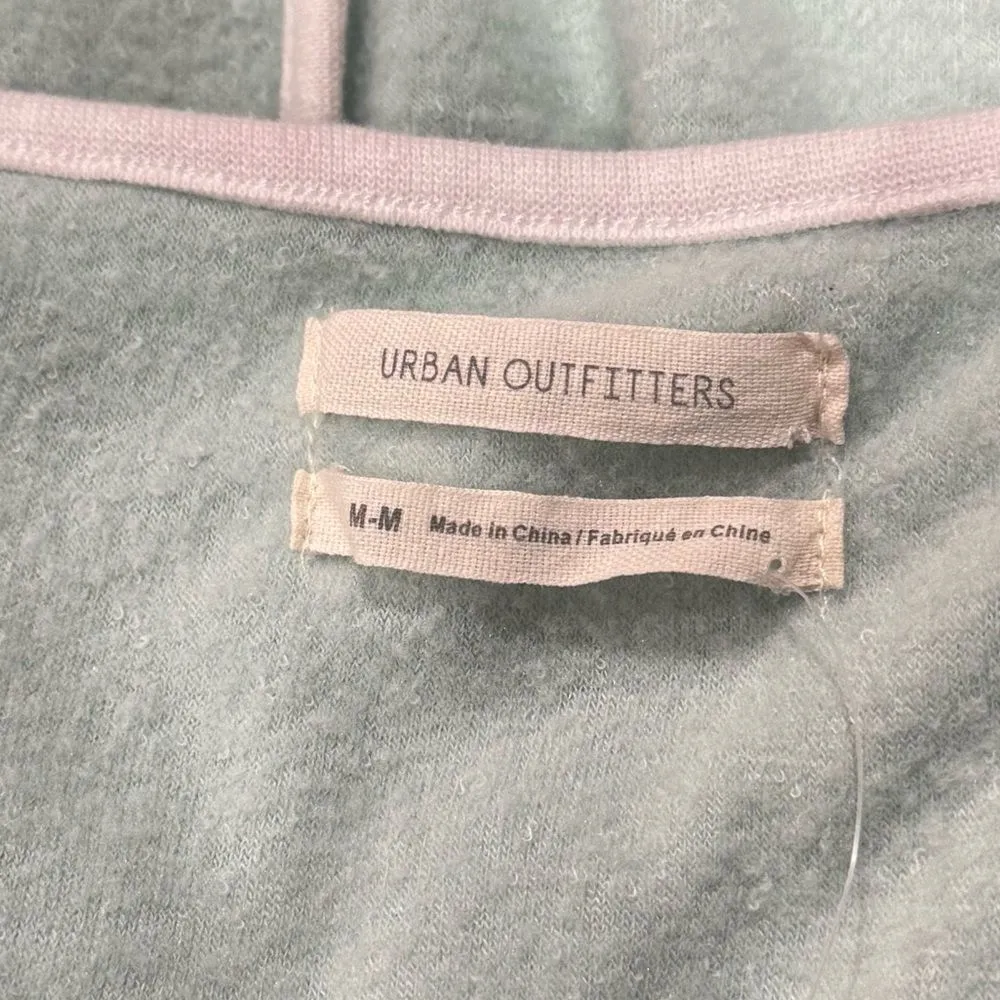 URBAN OUTFITTERS
M-M Made in China / Fabriqué en Chine